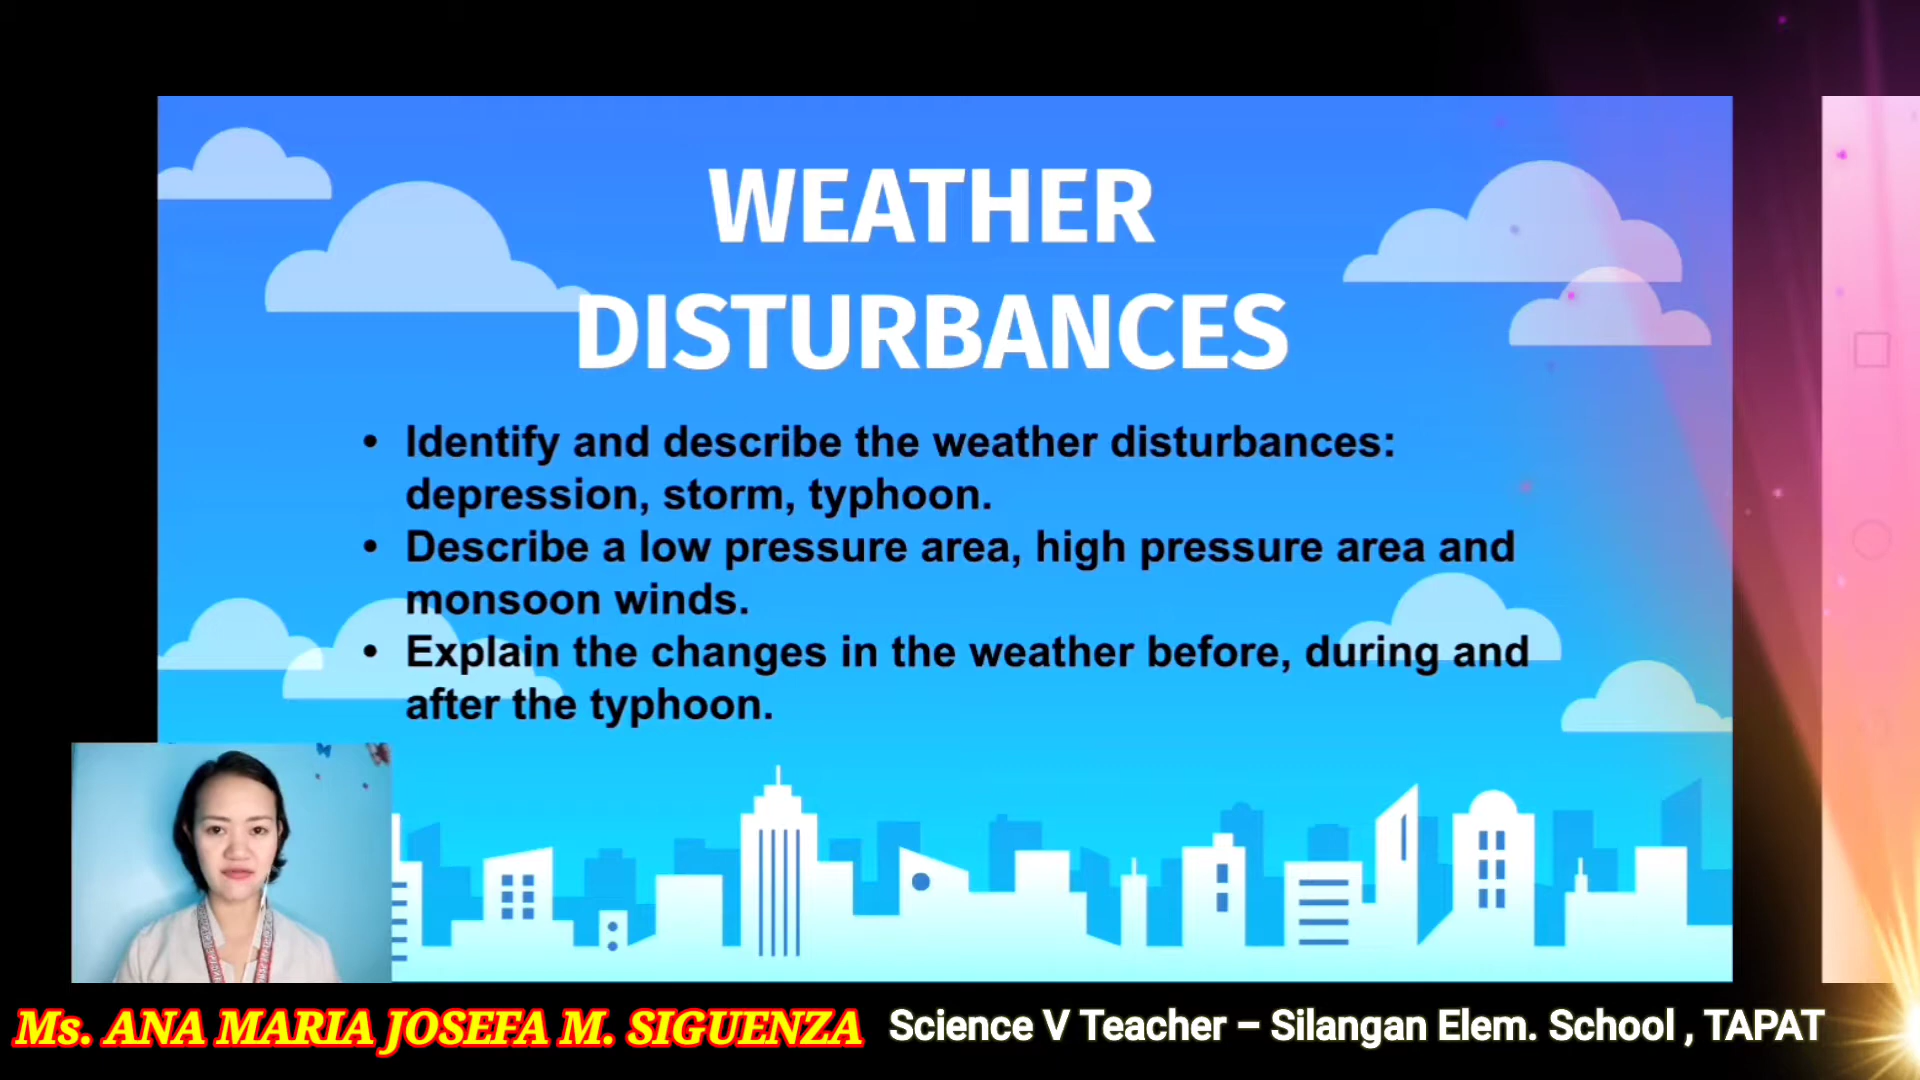 WEATHER
DISTURBANCES
• Identify and describe the weather disturbances:
depression, storm, typhoon.
• Describe a low pressure area, high pressure area and
monsoon winds.
• Explain the changes in the weather before, during and
after the typhoon.
Ms. ANA MARIA JOSEFA M. SIGUENZA Science V Teacher – Silangan Elem. School , TAPAT